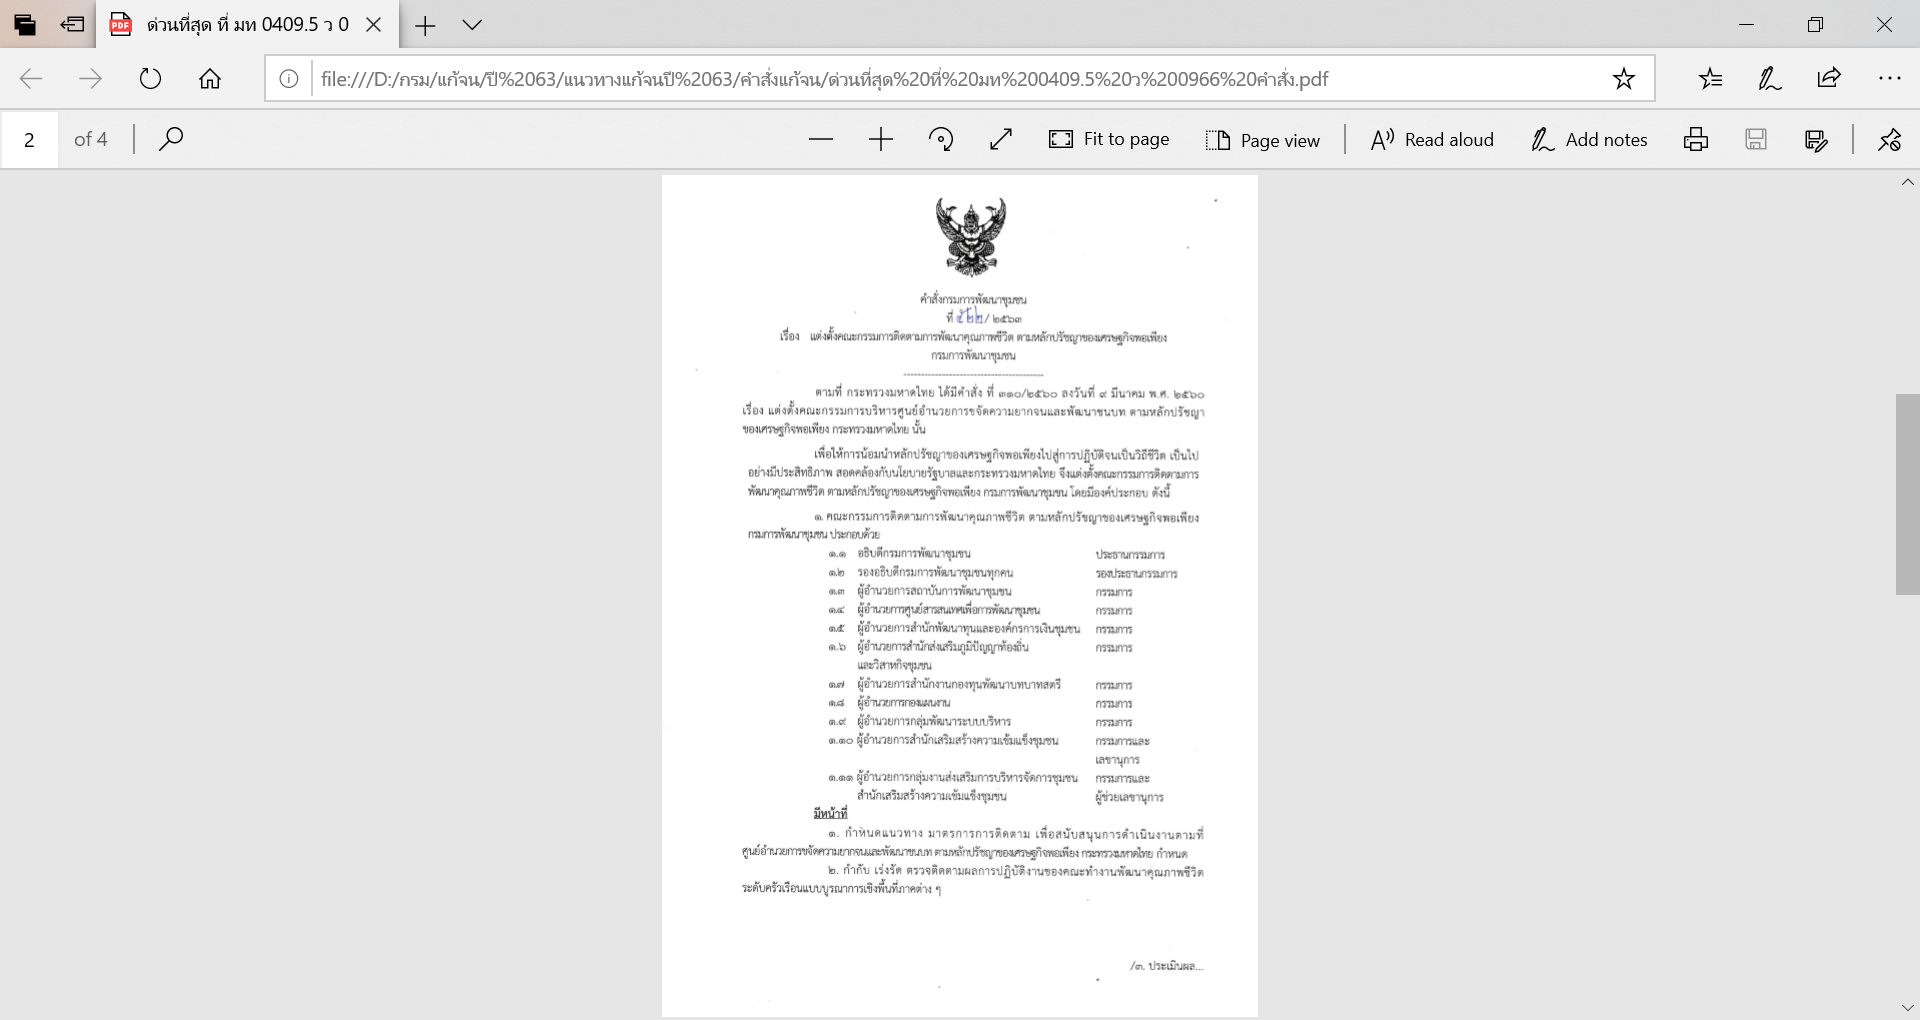 ด่วนที่สุด ที่ มท 0409.5 ว 0
file:///D:/กรม/แก้จน/ปี%2063/แนวทางแก้จนปี%2063/คำสั่งแก้จน/ด่วนที่สุด%20ที่%20มท%200409.5%20ว%200966%20คำสั่ง.pdf
2 of 4 Fit to page Page view Read aloud Add notes
คำสั่งกรมการพัฒนาชุมชน
ที่ / ๒๕๖๓
เรื่อง แต่งตั้งคณะกรรมการติดตามการพัฒนาคุณภาพชีวิต ตามหลักปรัชญาของเศรษฐกิจพอเพียง
กรมการพัฒนาชุมชน
----------------------------------------
ตามที่ กระทรวงมหาดไทย ได้มีคำสั่ง ที่ ๓๑๐/๒๕๖๐ ลงวันที่ ๙ มีนาคม พ.ศ. ๒๕๖๐
เรื่อง แต่งตั้งคณะกรรมการบริหารศูนย์อำนวยการขจัดความยากจนและพัฒนาชนบท ตามหลักปรัชญา
ของเศรษฐกิจพอเพียง กระทรวงมหาดไทย นั้น
เพื่อให้การน้อมนำหลักปรัชญาของเศรษฐกิจพอเพียงไปสู่การปฏิบัติจนเป็นวิถีชีวิต เป็นไป
อย่างมีประสิทธิภาพ สอดคล้องกับนโยบายรัฐบาลและกระทรวงมหาดไทย จึงแต่งตั้งคณะกรรมการติดตามการ
พัฒนาคุณภาพชีวิต ตามหลักปรัชญาของเศรษฐกิจพอเพียง กรมการพัฒนาชุมชน โดยมีองค์ประกอบ ดังนี้
๑. คณะกรรมการติดตามการพัฒนาคุณภาพชีวิต ตามหลักปรัชญาของเศรษฐกิจพอเพียง
กรมการพัฒนาชุมชน ประกอบด้วย
๑.๑ อธิบดีกรมการพัฒนาชุมชน ประธานกรรมการ
๑.๒ รองอธิบดีกรมการพัฒนาชุมชนทุกคน รองประธานกรรมการ
๑.๓ ผู้อำนวยการสถาบันการพัฒนาชุมชน กรรมการ
๑.๔ ผู้อำนวยการศูนย์สารสนเทศเพื่อการพัฒนาชุมชน กรรมการ
๑.๕ ผู้อำนวยการสำนักพัฒนาทุนและองค์กรการเงินชุมชน กรรมการ
๑.๖ ผู้อำนวยการสำนักส่งเสริมภูมิปัญญาท้องถิ่น กรรมการ
และวิสาหกิจชุมชน
๑.๗ ผู้อำนวยการสำนักงานกองทุนพัฒนาบทบาทสตรี กรรมการ
๑.๘ ผู้อำนวยการกองแผนงาน กรรมการ
๑.๙ ผู้อำนวยการกลุ่มพัฒนาระบบบริหาร กรรมการ
๑.๑๐ ผู้อำนวยการสำนักเสริมสร้างความเข้มแข็งชุมชน กรรมการและ
เลขานุการ
๑.๑๑ ผู้อำนวยการกลุ่มงานส่งเสริมการบริหารจัดการชุมชน กรรมการและ
สำนักเสริมสร้างความเข้มแข็งชุมชน ผู้ช่วยเลขานุการ
มีหน้าที่
๑. กำหนดแนวทาง มาตรการการติดตาม เพื่อสนับสนุนการดำเนินงานตามที่
ศูนย์อำนวยการขจัดความยากจนและพัฒนาชนบท ตามหลักปรัชญาของเศรษฐกิจพอเพียง กระทรวงมหาดไทย กำหนด
๒. กำกับ เร่งรัด ตรวจติดตามผลการปฏิบัติงานของคณะทำงานพัฒนาคุณภาพชีวิต
ระดับครัวเรือนแบบบูรณาการเชิงพื้นที่ภาคต่าง ๆ
/๓. ประเมินผล...